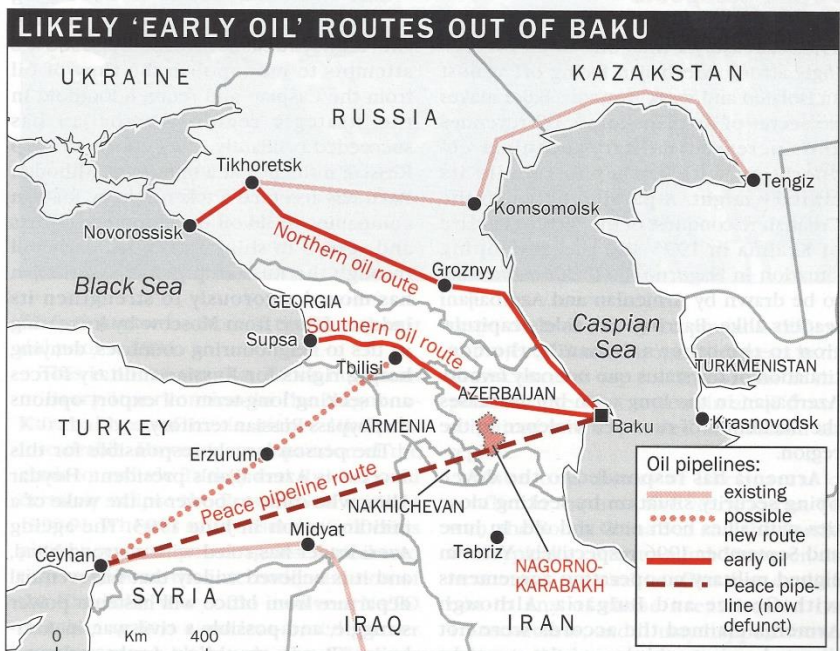 LIKELY ‘EARLY OIL’ ROUTES OUT OF BAKU
UKRAINE
KAZAKSTAN
RUSSIA
Tikhoretsk
Tengiz
Komsomolsk
Novorossisk
Northern oil route
Groznyy
Black Sea
GEORGIA
Caspian
Sea
Supsa
Southern oil route
Tbilisi
TURKMENISTAN
AZERBAIJAN
TURKEY
ARMENIA
Baku
Krasnovodsk
Erzurum
Peace pipeline route
NAKHICHEVAN
Midyat
Tabriz
Ceyhan
NAGORNO-
KARABAKH
SYRIA
IRAQ
IRAN
0 Km 400
Oil pipelines:
existing
new route
early oil
Peace pipe-
line (now
defunct)